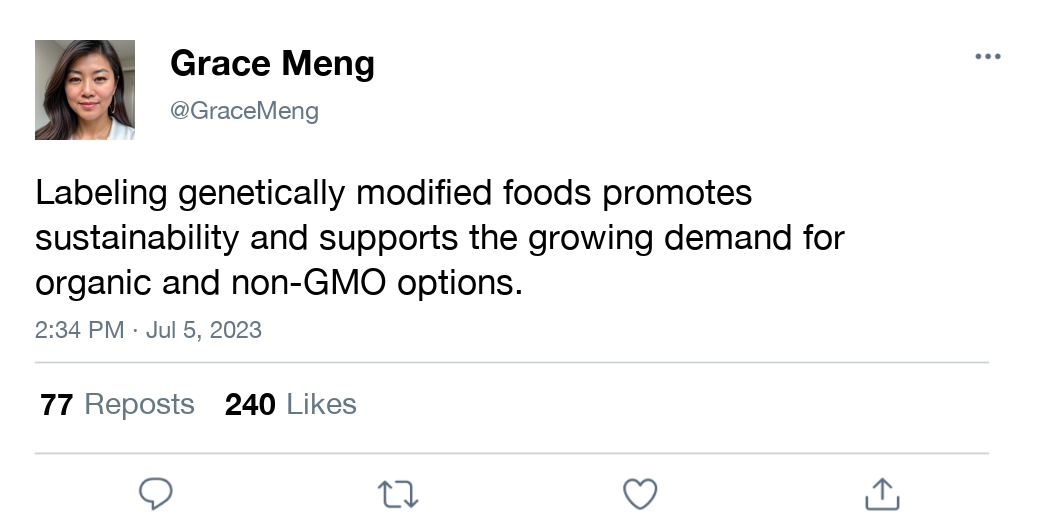 Grace Meng
@GraceMeng
Labeling genetically modified foods promotes
sustainability and supports the growing demand for
organic and non-GMO options.
2:34 PM · Jul 5, 2023
77 Reposts 240 Likes